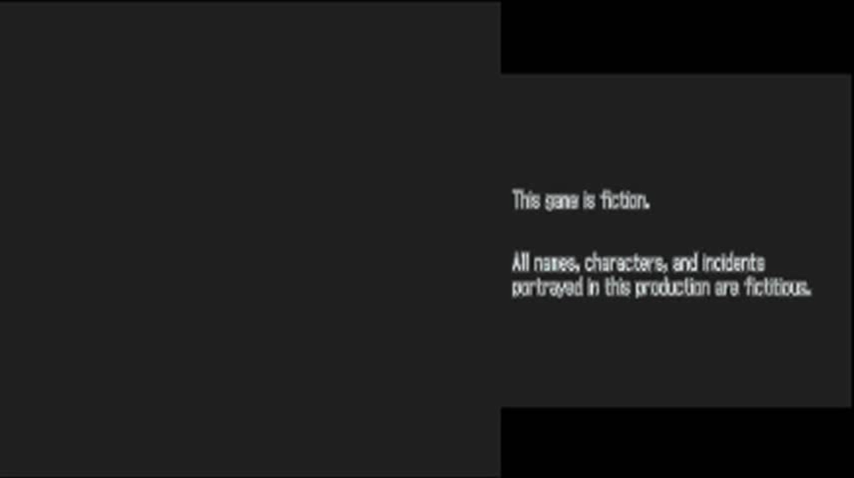 This game is fiction.
All names, characters, and incidents
portrayed in this production are fictitious.